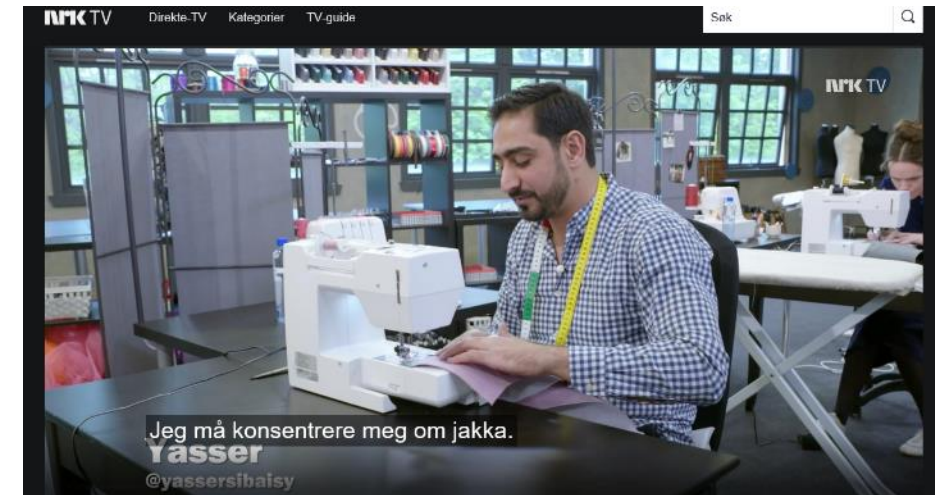 NRK TV Direkte-TV Kategorier TV-guide Søk
NRK TV
Jeg må konsentrere meg om jakka.
Yasser
@yassersibaisy